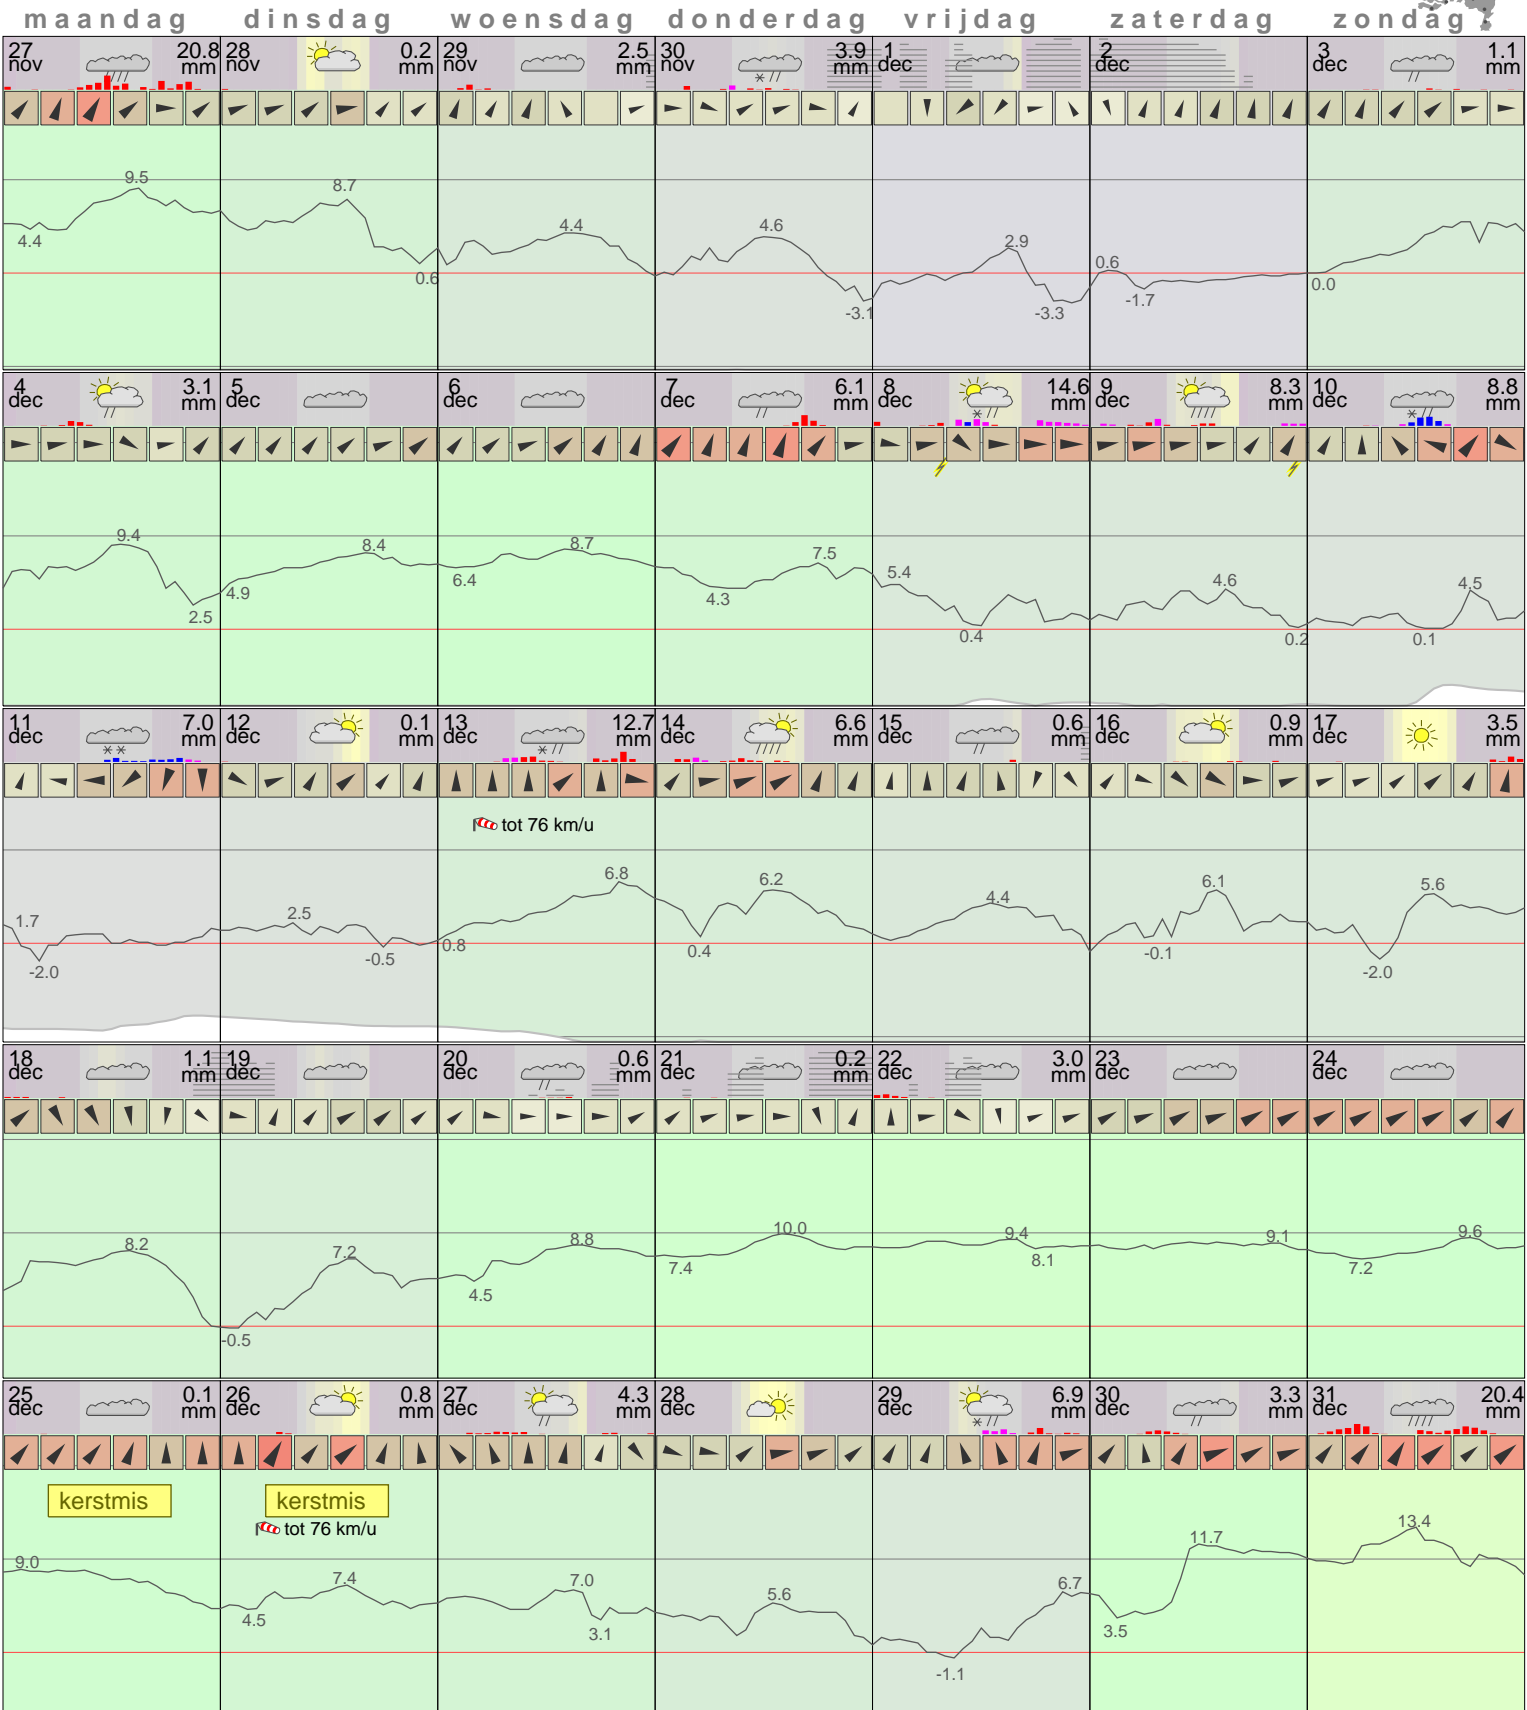 maandag dinsdag woensdag donderdag vrijdag zaterdag zondag
27 20.8 28 0.2 29 2.5 30 3.9 1 2 3 1.1
nov mm nov mm nov mm nov mm dec dec dec mm
9.5 8.7 4.4 4.6 2.9
4.4 0.6 -3.1 -3.3 0.6 -1.7 0.0
4 3.1 5 6 7 6.1 8 14.6 9 8.3 10 8.8
dec mm dec dec dec mm dec mm dec mm dec mm
9.4 8.4 8.7 7.5 5.4 4.6 4.5
2.5 4.9 6.4 4.3 0.4 0.2 0.1
11 7.0 12 0.1 13 12.7 14 6.6 15 0.6 16 0.9 17 3.5
dec mm dec mm dec mm dec mm dec mm dec mm dec mm
tot 76 km/u
1.7 2.5 6.8 6.2 4.4 6.1 5.6
-2.0 -0.5 0.8 0.4 -0.1 -2.0
18 1.1 19 20 0.6 21 0.2 22 3.0 23 24
dec mm dec dec mm dec mm dec mm dec dec
8.2 7.2 8.8 10.0 9.4 9.1 9.6
-0.5 4.5 7.4 8.1 7.2
25 0.1 26 0.8 27 4.3 28 29 6.9 30 3.3 31 20.4
dec mm dec mm dec mm dec dec mm dec mm dec mm
kerstmis kerstmis
tot 76 km/u
9.0 7.4 7.0 5.6 6.7 11.7 13.4
4.5 3.1 -1.1 3.5